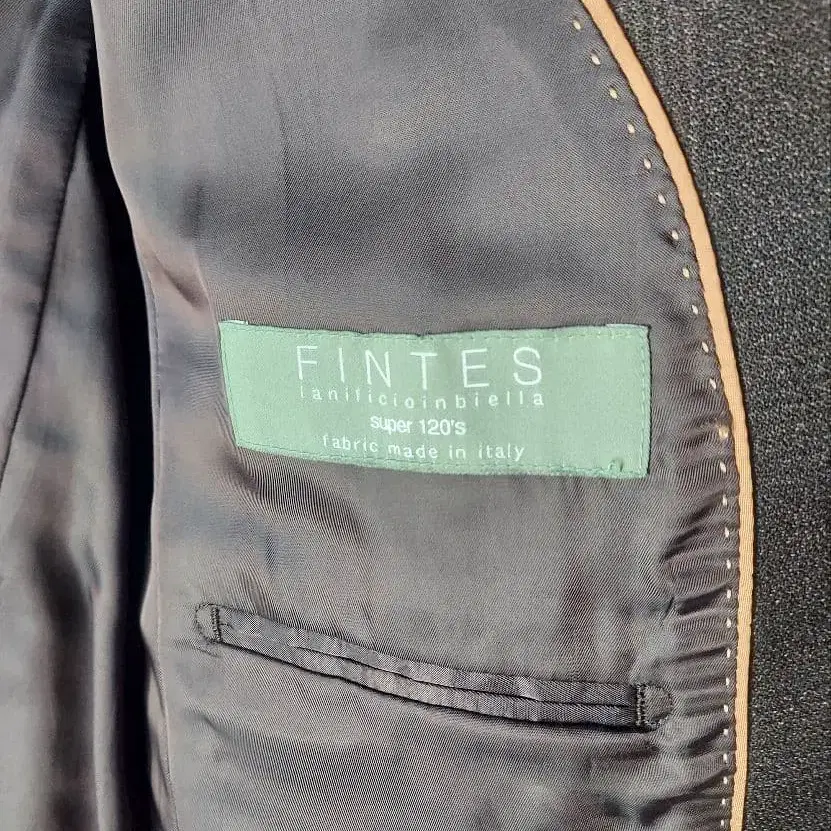 FINTES
lanificioinbiella
super 120's
fabric made in italy